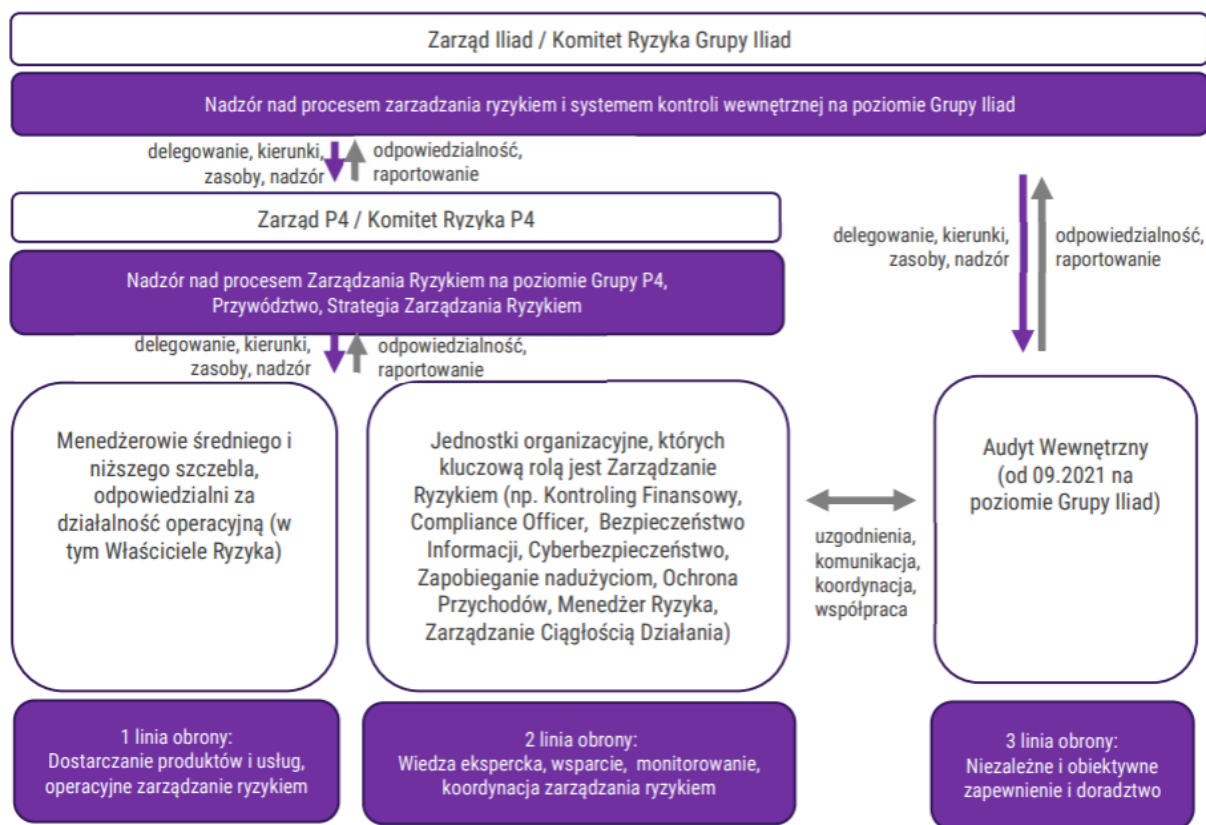 Zarząd Iliad / Komitet Ryzyka Grupy Iliad
Nadzór nad procesem zarzadzania ryzykiem i systemem kontroli wewnętrznej na poziomie Grupy Iliad
delegowanie, kierunki,
zasoby, nadzór
odpowiedzialność,
raportowanie
Zarząd P4 / Komitet Ryzyka P4
Nadzór nad procesem Zarządzania Ryzykiem na poziomie Grupy P4,
Przywództwo, Strategia Zarządzania Ryzykiem
delegowanie, kierunki,
zasoby, nadzór
odpowiedzialność,
raportowanie
delegowanie, kierunki,
zasoby, nadzór
odpowiedzialność,
raportowanie
Menedżerowie średniego i
niższego szczebla,
odpowiedzialni za
działalność operacyjną (w
tym Właściciele Ryzyka)
Jednostki organizacyjne, których
kluczową rolą jest Zarządzanie
Ryzykiem (np. Kontroling Finansowy,
Compliance Officer, Bezpieczeństwo
Informacji, Cyberbezpieczeństwo,
Zapobieganie nadużyciom, Ochrona
Przychodów, Menedżer Ryzyka,
Zarządzanie Ciągłością Działania)
uzgodnienia,
komunikacja,
koordynacja,
współpraca
Audyt Wewnętrzny
(od 09.2021 na
poziomie Grupy Iliad)
1 linia obrony:
Dostarczanie produktów i usług,
operacyjne zarządzanie ryzykiem
2 linia obrony:
Wiedza ekspercka, wsparcie, monitorowanie,
koordynacja zarządzania ryzykiem
3 linia obrony:
Niezależne i obiektywne
zapewnienie i doradztwo